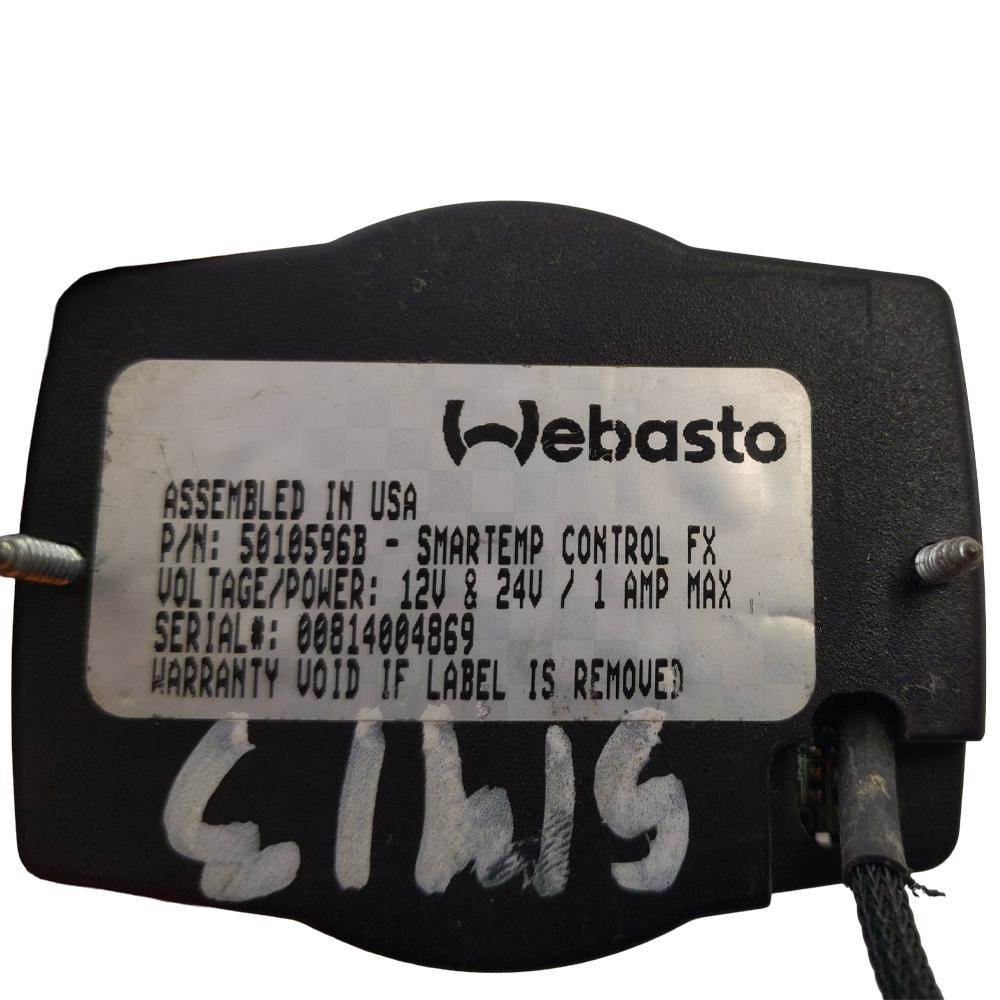 Webasto
ASSEMBLED IN USA
P/N: 5010596B - SMARTEMP CONTROL FX
VOLTAGE/POWER: 12V & 24V / 1 AMP MAX
SERIAL#: 00814004869
WARRANTY VOID IF LABEL IS REMOVED